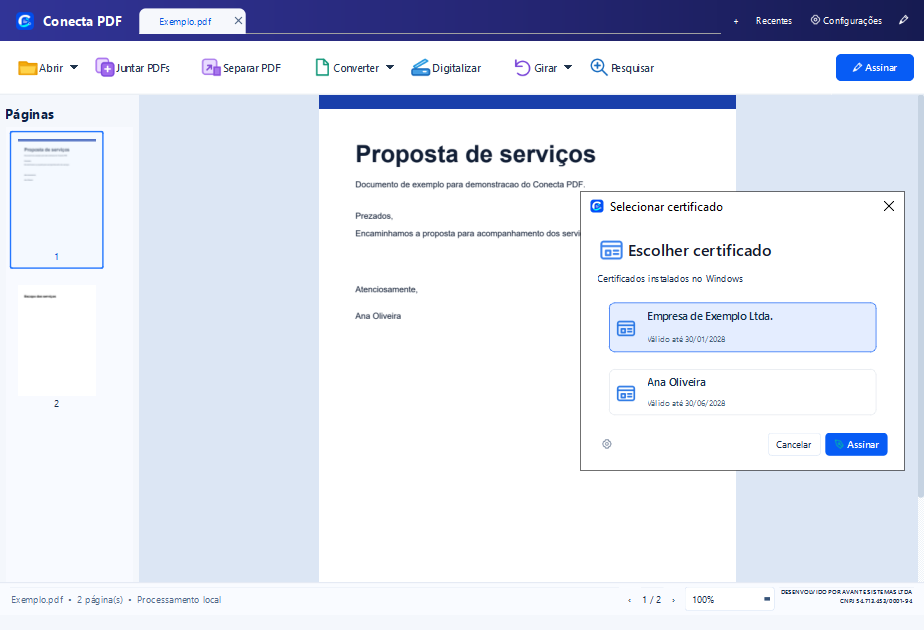 Conecta PDF
Exemplo.pdf
+
Recentes
Configurações
Abrir
Juntar PDFs
Separar PDF
Converter
Digitalizar
Girar
Pesquisar
Assinar
Páginas
Proposta de serviços
1
2
Proposta de serviços
Documento de exemplo para demonstracao do Conecta PDF.
Prezados,
Encaminhamos a proposta para acompanhamento dos servi
Atenciosamente,
Ana Oliveira
Selecionar certificado
Escolher certificado
Certificados instalados no Windows
Empresa de Exemplo Ltda.
Válido até 30/01/2028
Ana Oliveira
Válido até 30/06/2028
Cancelar
Assinar
Exemplo.pdf • 2 página(s) • Processamento local
‹ 1 / 2 ›
100%
DESENVOLVIDO POR AVANTE SISTEMAS LTDA